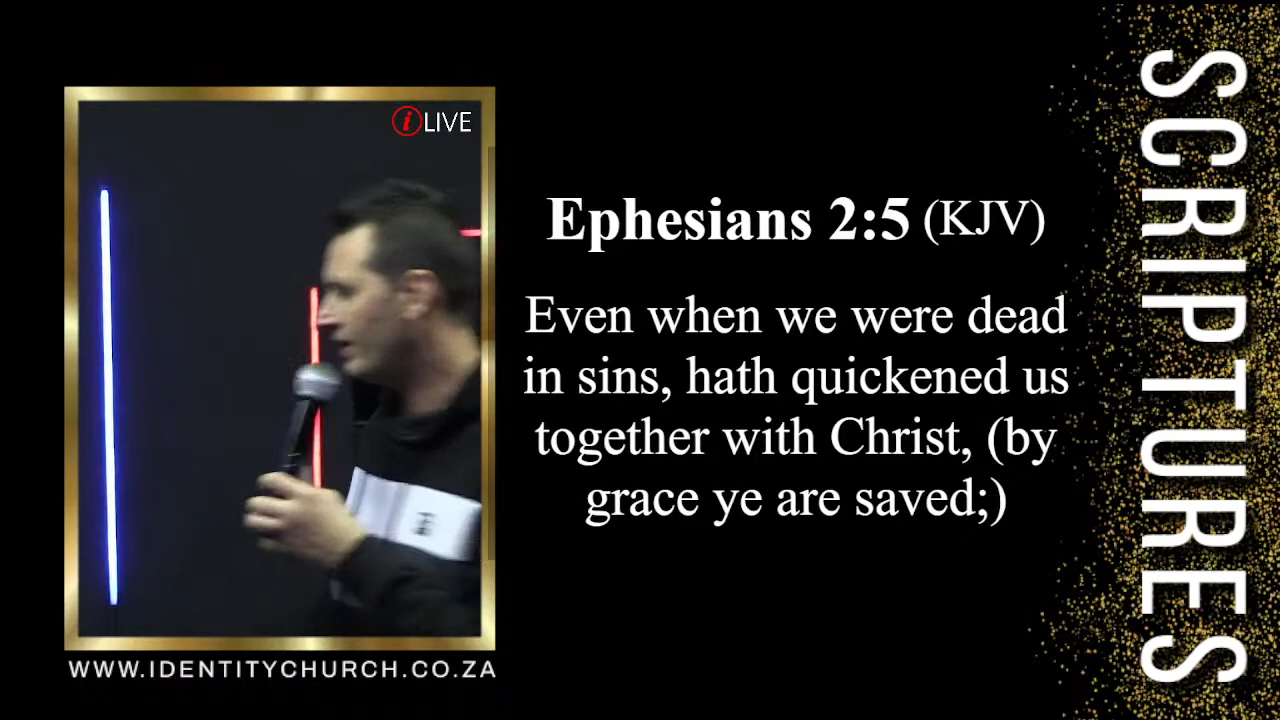 i LIVE
Ephesians 2:5 (KJV)
Even when we were dead
in sins, hath quickened us
together with Christ, (by
grace ye are saved;)
WWW.IDENTITYCHURCH.CO.ZA
SCRIPTURES